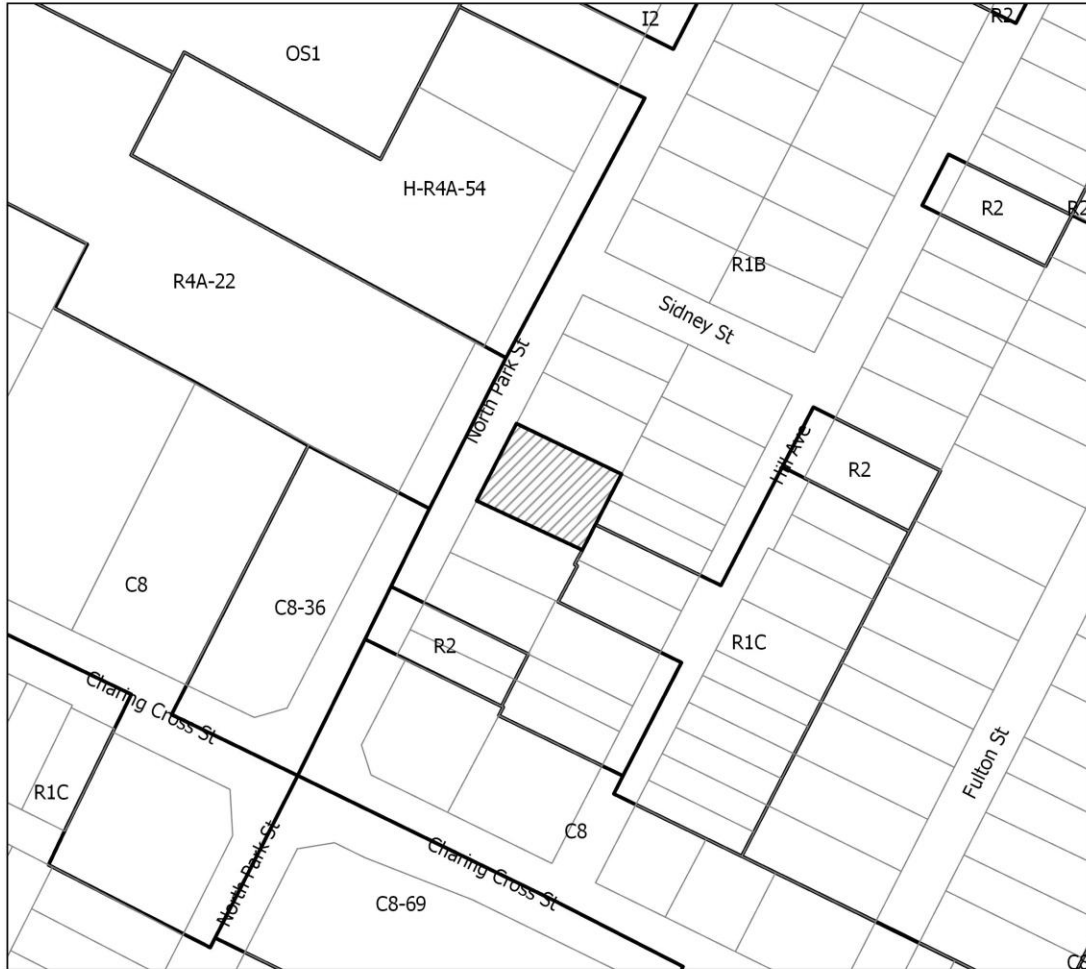 I2
R2
OS1
H-R4A-54
R2
R2
R1B
R4A-22
Sidney St
North Park St
Hill Ave
R2
C8
C8-36
R1C
R2
Charing Cross St
Fulton St
R1C
C8
Charing Cross St
North Park St
C8-69